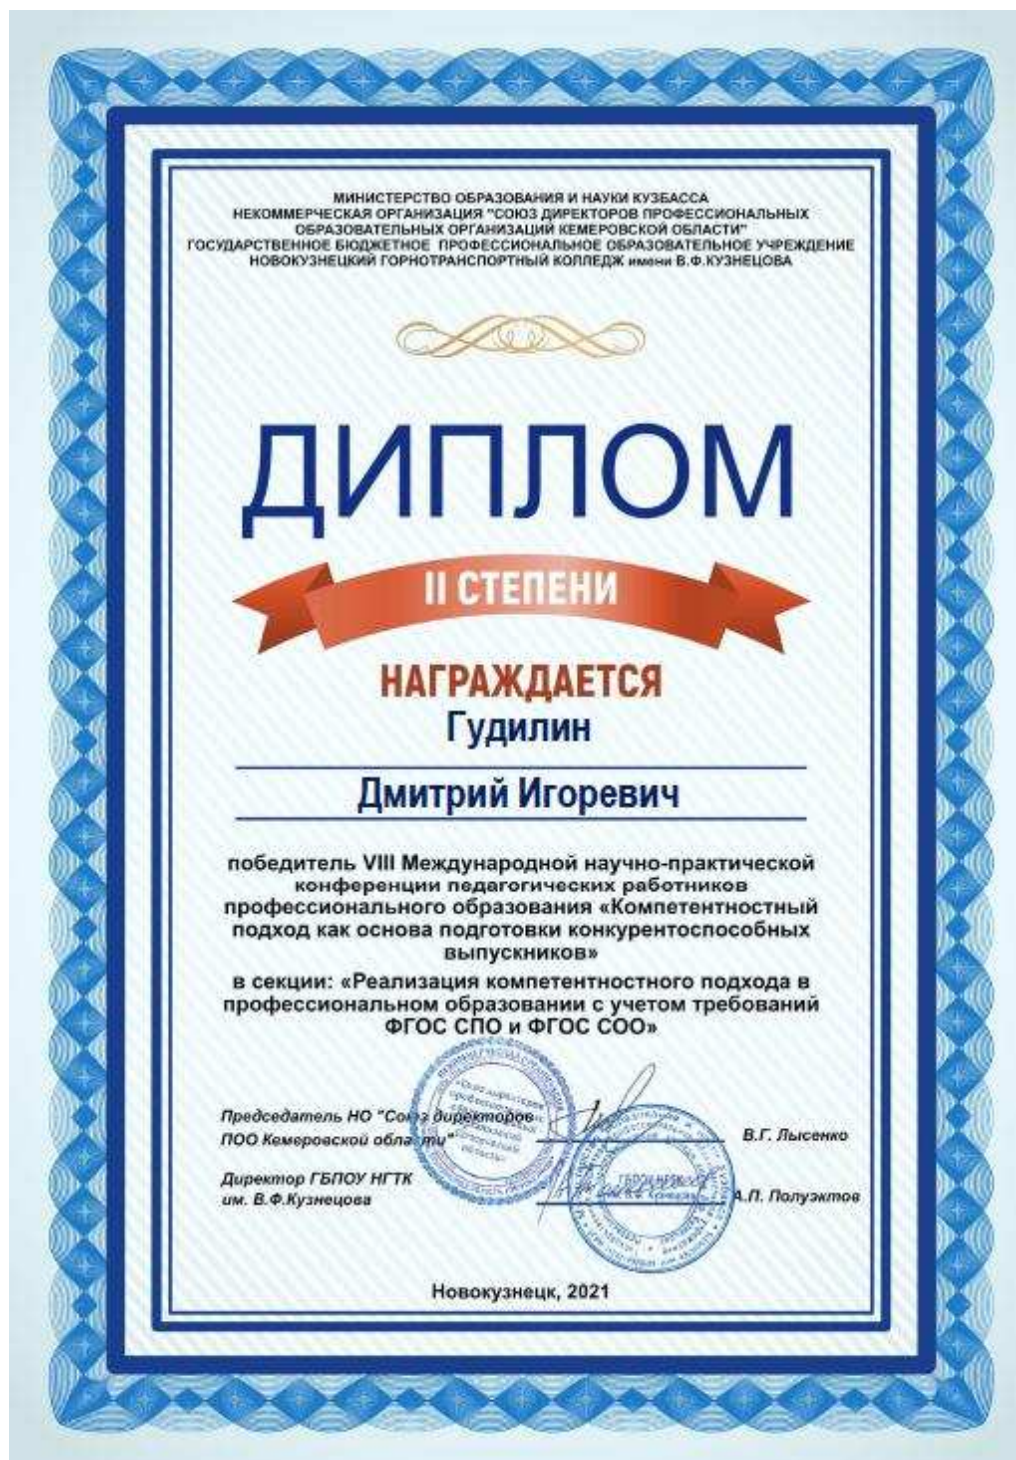 МИНИСТЕРСТВО ОБРАЗОВАНИЯ И НАУКИ КУЗБАССА
НЕКОММЕРЧЕСКАЯ ОРГАНИЗАЦИЯ "СОЮЗ ДИРЕКТОРОВ ПРОФЕССИОНАЛЬНЫХ
ОБРАЗОВАТЕЛЬНЫХ ОРГАНИЗАЦИЙ КЕМЕРОВСКОЙ ОБЛАСТИ"
ГОСУДАРСТВЕННОЕ БЮДЖЕТНОЕ ПРОФЕССИОНАЛЬНОЕ ОБРАЗОВАТЕЛЬНОЕ УЧРЕЖДЕНИЕ
НОВОКУЗНЕЦКИЙ ГОРНОТРАНСПОРТНЫЙ КОЛЛЕДЖ имени В.Ф.КУЗНЕЦОВА
ДИПЛОМ
II СТЕПЕНИ
НАГРАЖДАЕТСЯ
Гудилин
Дмитрий Игоревич
победитель VIII Международной научно-практической
конференции педагогических работников
профессионального образования «Компетентностный
подход как основа подготовки конкурентоспособных
выпускников»
в секции: «Реализация компетентностного подхода в
профессиональном образовании с учетом требований
ФГОС СПО и ФГОС СОО»
Председатель НО "Союз директоров
ПОО Кемеровской области"
В.Г. Лысенко
Директор ГБПОУ НГТК
им. В.Ф.Кузнецова
А.П. Полуэктов
Новокузнецк, 2021